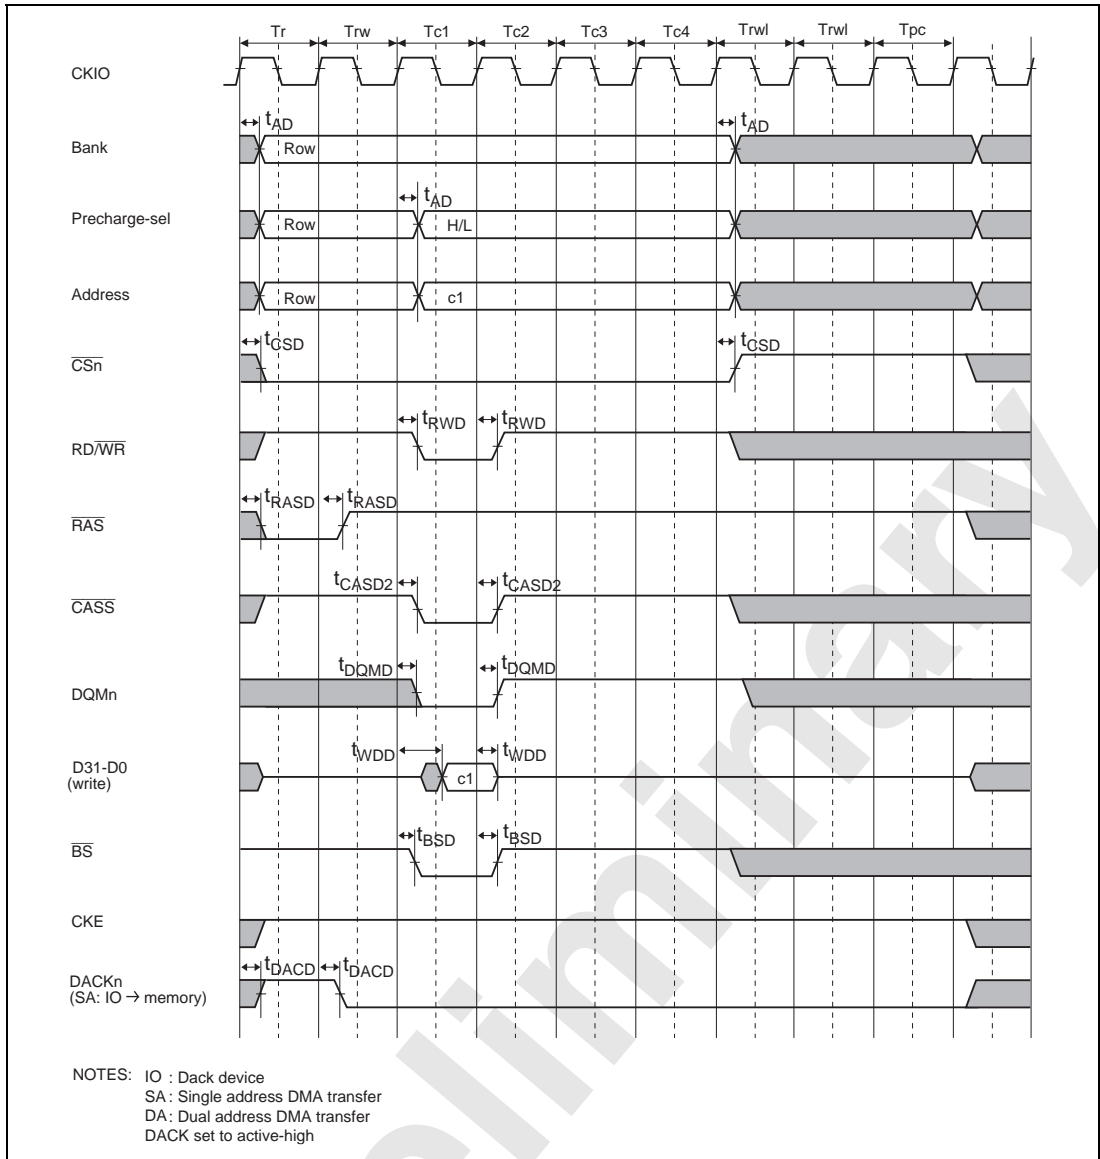 Tr Trw Tc1 Tc2 Tc3 Tc4 Trwl Trwl Tpc
CKIO
tAD tAD
Bank Row
tAD
Precharge-sel Row H/L
Address Row c1
tCSD tCSD
CSn
tRWD tRWD
RD/WR
tRASD tRASD
RAS
tCASD2 tCASD2
CASS
tDQMD tDQMD
DQMn
tWDD tWDD
D31-D0 c1
(write)
tBSD tBSD
BS
CKE
tDACD tDACD
DACKn
(SA: IO → memory)
NOTES: IO : Dack device
SA : Single address DMA transfer
DA : Dual address DMA transfer
DACK set to active-high
eliminary